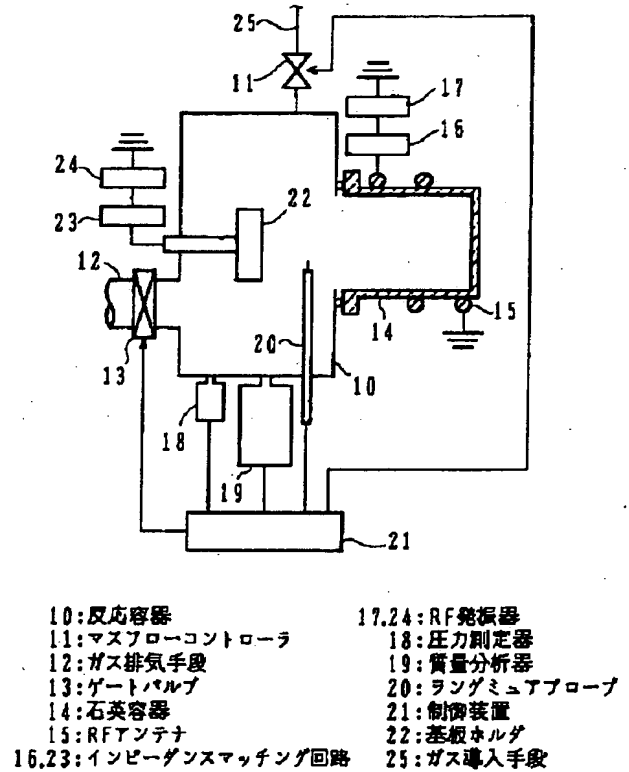 25
11
17
16
24
23
22
12
13
20
14
15
10
18
19
21
10:反応容器
11:マスフローコントローラ
12:ガス排気手段
13:ゲートバルブ
14:石英容器
15:RFアンテナ
16,23:インピーダンスマッチング回路
17,24:RF発振器
18:圧力測定器
19:質量分析器
20:ラングミュアプローブ
21:制御装置
22:基板ホルダ
25:ガス導入手段